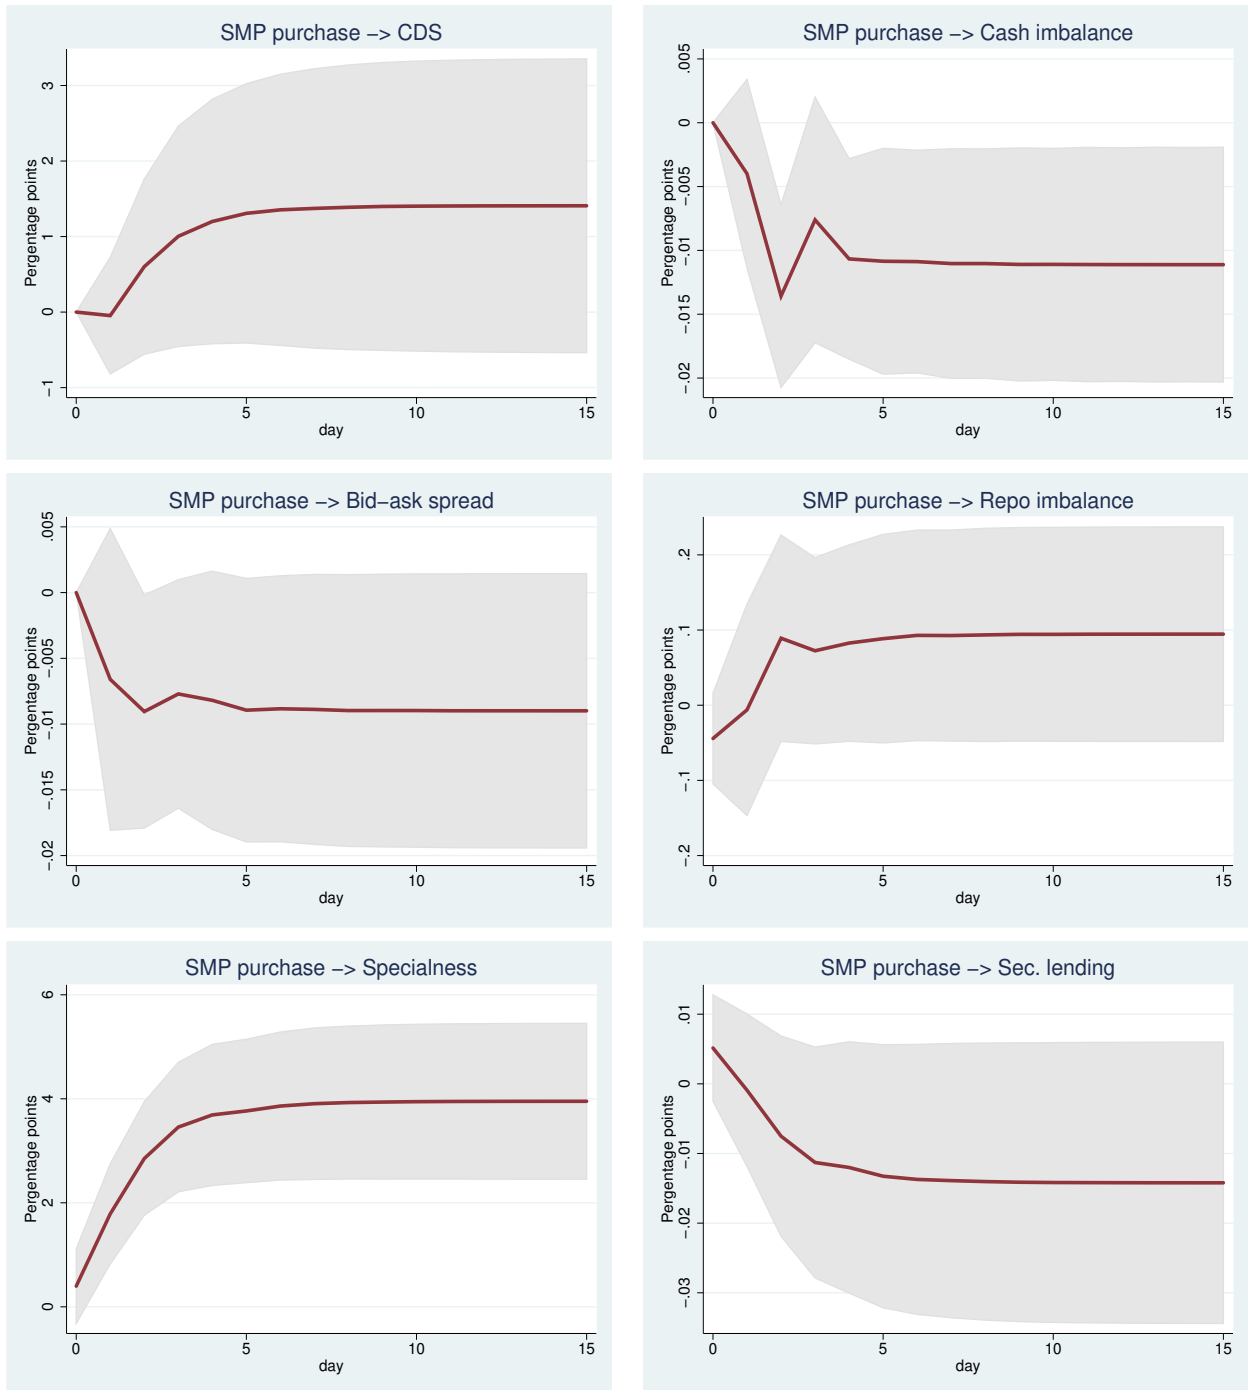 SMP purchase –> CDS
Pergentage points
3
2
1
0
–1
0 5 10 15
day
SMP purchase –> Cash imbalance
Pergentage points
.005
0
–.005
–.01
–.015
–.02
0 5 10 15
day
SMP purchase –> Bid–ask spread
Pergentage points
.005
0
–.005
–.01
–.015
–.02
0 5 10 15
day
SMP purchase –> Repo imbalance
Pergentage points
.2
.1
0
–.1
–.2
0 5 10 15
day
SMP purchase –> Specialness
Pergentage points
6
4
2
0
0 5 10 15
day
SMP purchase –> Sec. lending
Pergentage points
.01
0
–.01
–.02
–.03
0 5 10 15
day